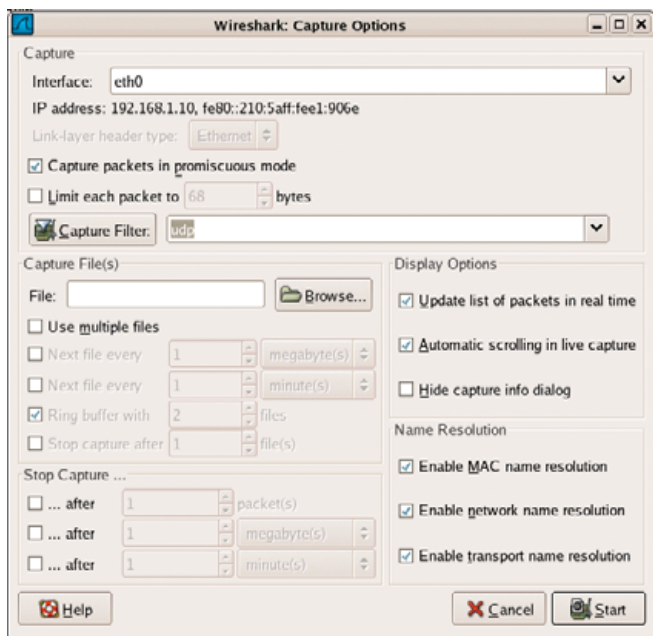 Wireshark: Capture Options
Capture
Interface: eth0
IP address: 192.168.1.10, fe80::210:5aff:fee1:906e
Link-layer header type: Ethernet
Capture packets in promiscuous mode
Limit each packet to 68 bytes
Capture Filter: udp
Capture File(s)
File: Browse...
Use multiple files
Next file every 1 megabyte(s)
Next file every 1 minute(s)
Ring buffer with 2 files
Stop capture after 1 file(s)
Stop Capture ...
... after 1 packet(s)
... after 1 megabyte(s)
... after 1 minute(s)
Display Options
Update list of packets in real time
Automatic scrolling in live capture
Hide capture info dialog
Name Resolution
Enable MAC name resolution
Enable network name resolution
Enable transport name resolution
Help Cancel Start